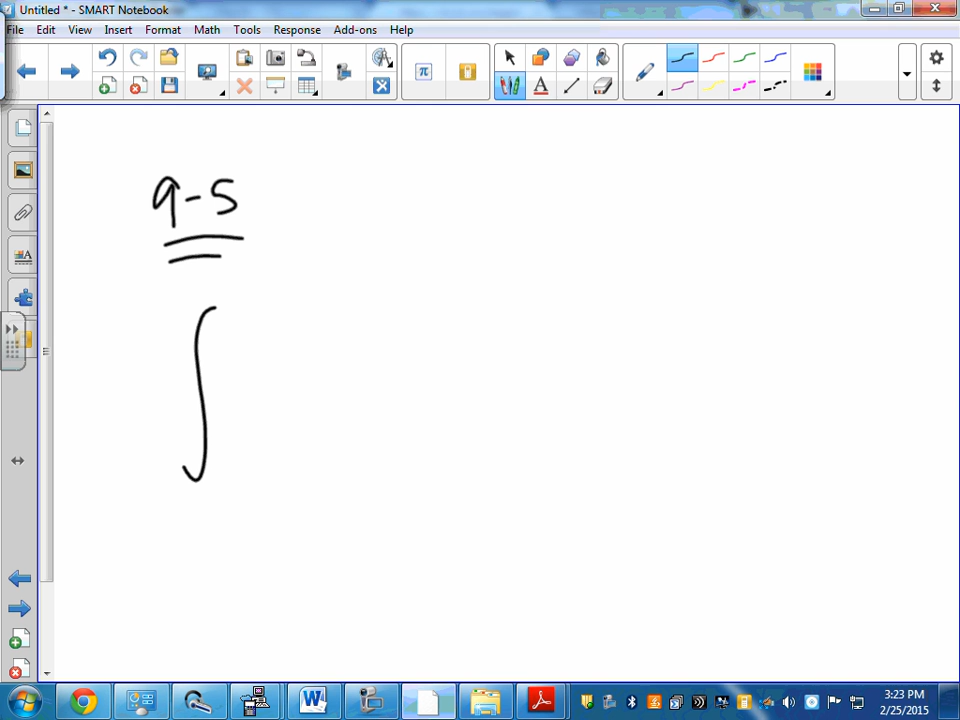 Untitled * - SMART Notebook
File Edit View Insert Format Math Tools Response Add-ons Help
π
A
9-5
∫
3:23 PM
2/25/2015